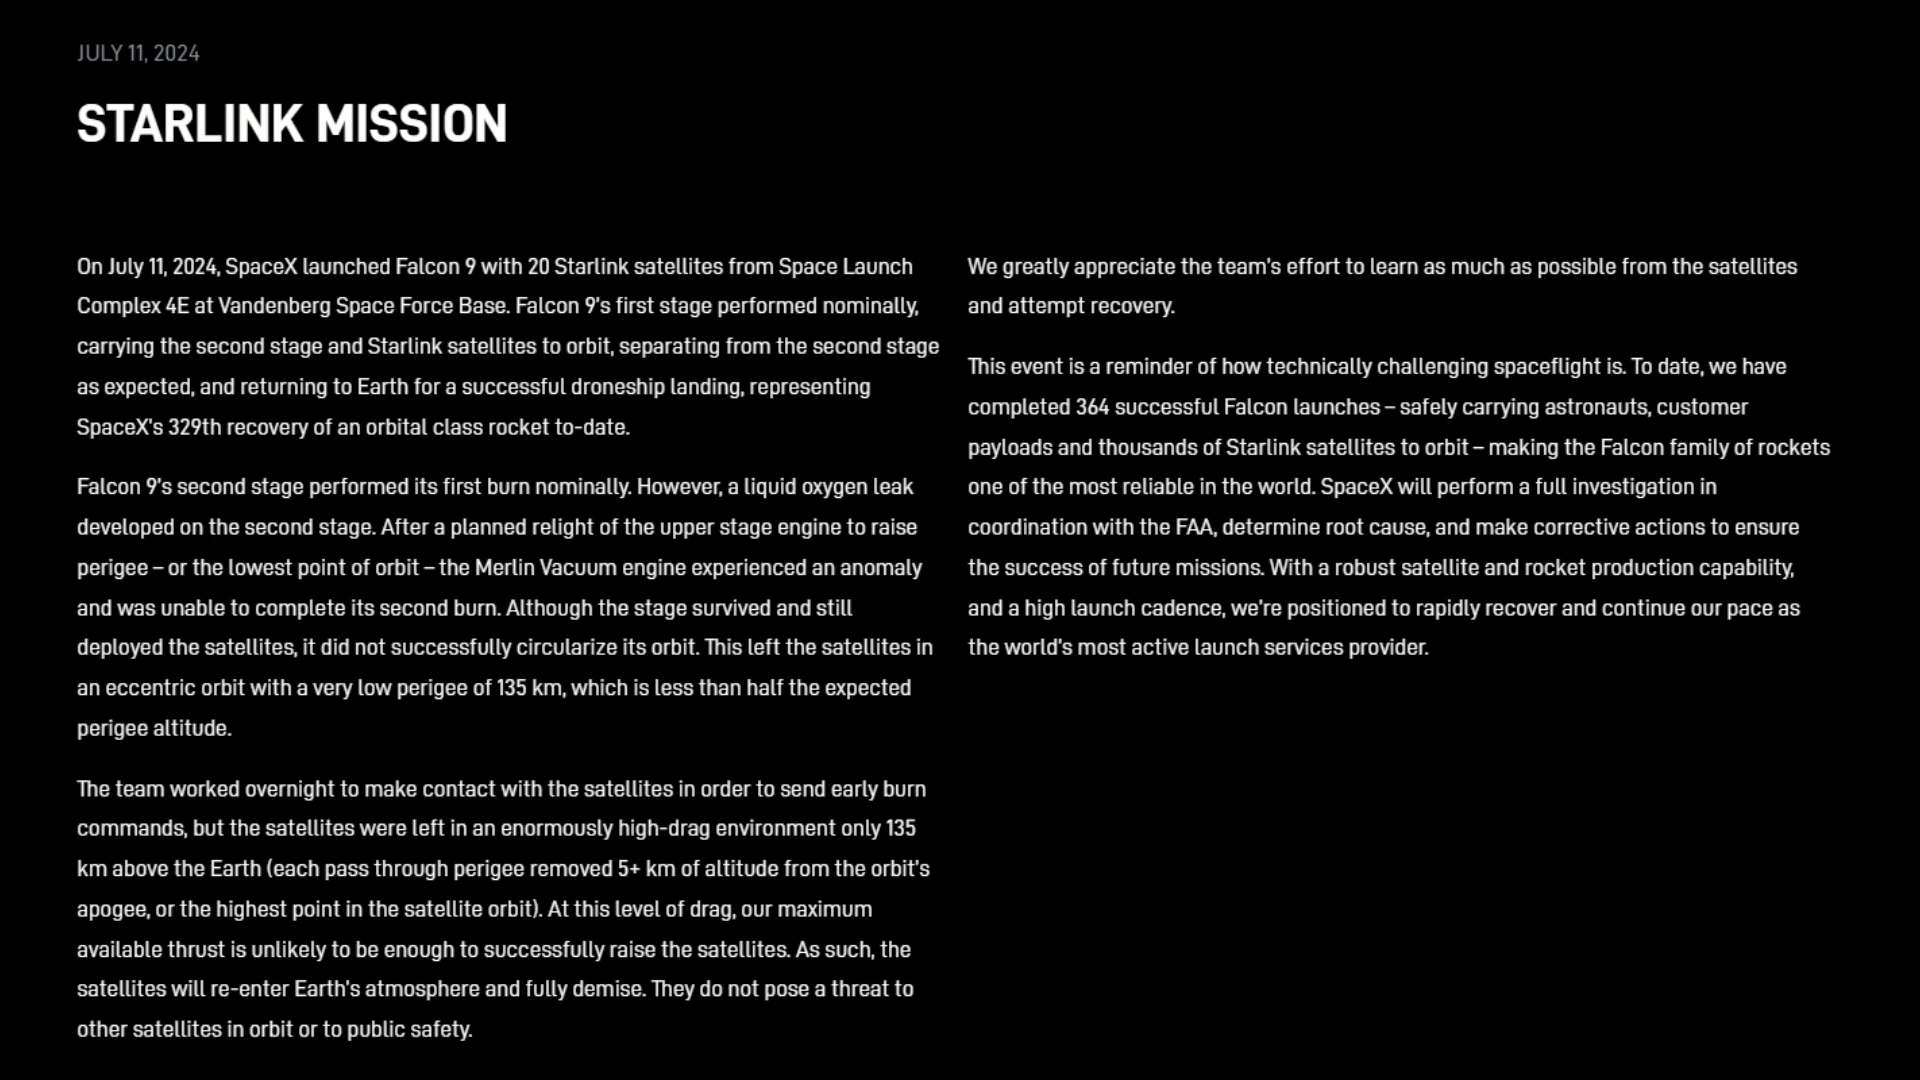 JULY 11, 2024
STARLINK MISSION
On July 11, 2024, SpaceX launched Falcon 9 with 20 Starlink satellites from Space Launch
Complex 4E at Vandenberg Space Force Base. Falcon 9's first stage performed nominally,
carrying the second stage and Starlink satellites to orbit, separating from the second stage
as expected, and returning to Earth for a successful droneship landing, representing
SpaceX's 329th recovery of an orbital class rocket to-date.
Falcon 9's second stage performed its first burn nominally. However, a liquid oxygen leak
developed on the second stage. After a planned relight of the upper stage engine to raise
perigee – or the lowest point of orbit – the Merlin Vacuum engine experienced an anomaly
and was unable to complete its second burn. Although the stage survived and still
deployed the satellites, it did not successfully circularize its orbit. This left the satellites in
an eccentric orbit with a very low perigee of 135 km, which is less than half the expected
perigee altitude.
The team worked overnight to make contact with the satellites in order to send early burn
commands, but the satellites were left in an enormously high-drag environment only 135
km above the Earth (each pass through perigee removed 5+ km of altitude from the orbit's
apogee, or the highest point in the satellite orbit). At this level of drag, our maximum
available thrust is unlikely to be enough to successfully raise the satellites. As such, the
satellites will re-enter Earth's atmosphere and fully demise. They do not pose a threat to
other satellites in orbit or to public safety.
We greatly appreciate the team's effort to learn as much as possible from the satellites
and attempt recovery.
This event is a reminder of how technically challenging spaceflight is. To date, we have
completed 364 successful Falcon launches – safely carrying astronauts, customer
payloads and thousands of Starlink satellites to orbit – making the Falcon family of rockets
one of the most reliable in the world. SpaceX will perform a full investigation in
coordination with the FAA, determine root cause, and make corrective actions to ensure
the success of future missions. With a robust satellite and rocket production capability,
and a high launch cadence, we're positioned to rapidly recover and continue our pace as
the world's most active launch services provider.